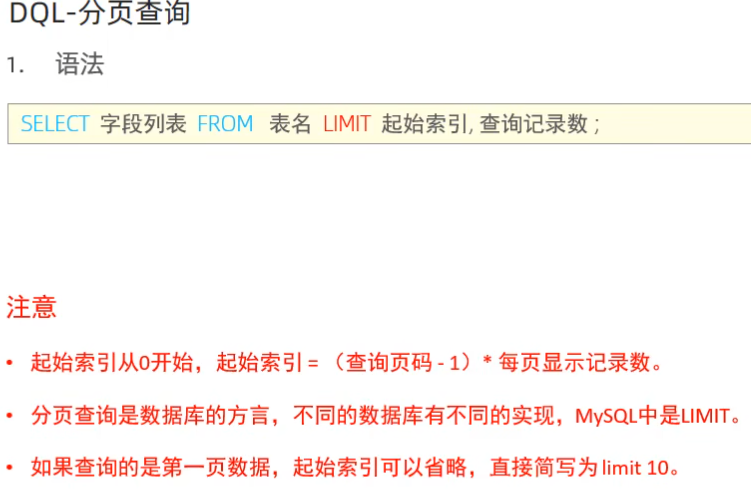 DQL-分页查询
1. 语法
SELECT 字段列表 FROM 表名 LIMIT 起始索引, 查询记录数 ;
注意
• 起始索引从0开始，起始索引 = （查询页码 - 1）* 每页显示记录数。
• 分页查询是数据库的方言，不同的数据库有不同的实现，MySQL中是LIMIT。
• 如果查询的是第一页数据，起始索引可以省略，直接简写为 limit 10。